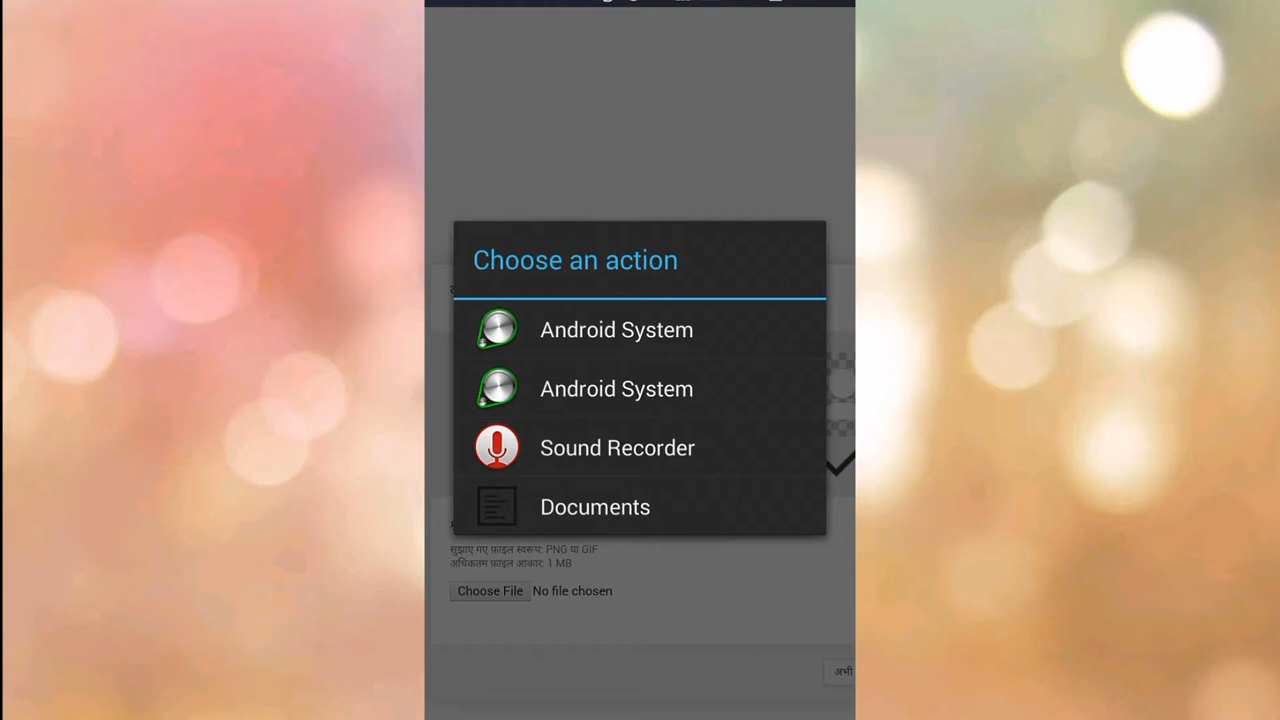 Choose an action
Android System
Android System
Sound Recorder
Documents
सुझाए गए फ़ाइल स्वरूप: PNG या GIF
अधिकतम फ़ाइल आकार: 1 MB
Choose File No file chosen
अभी